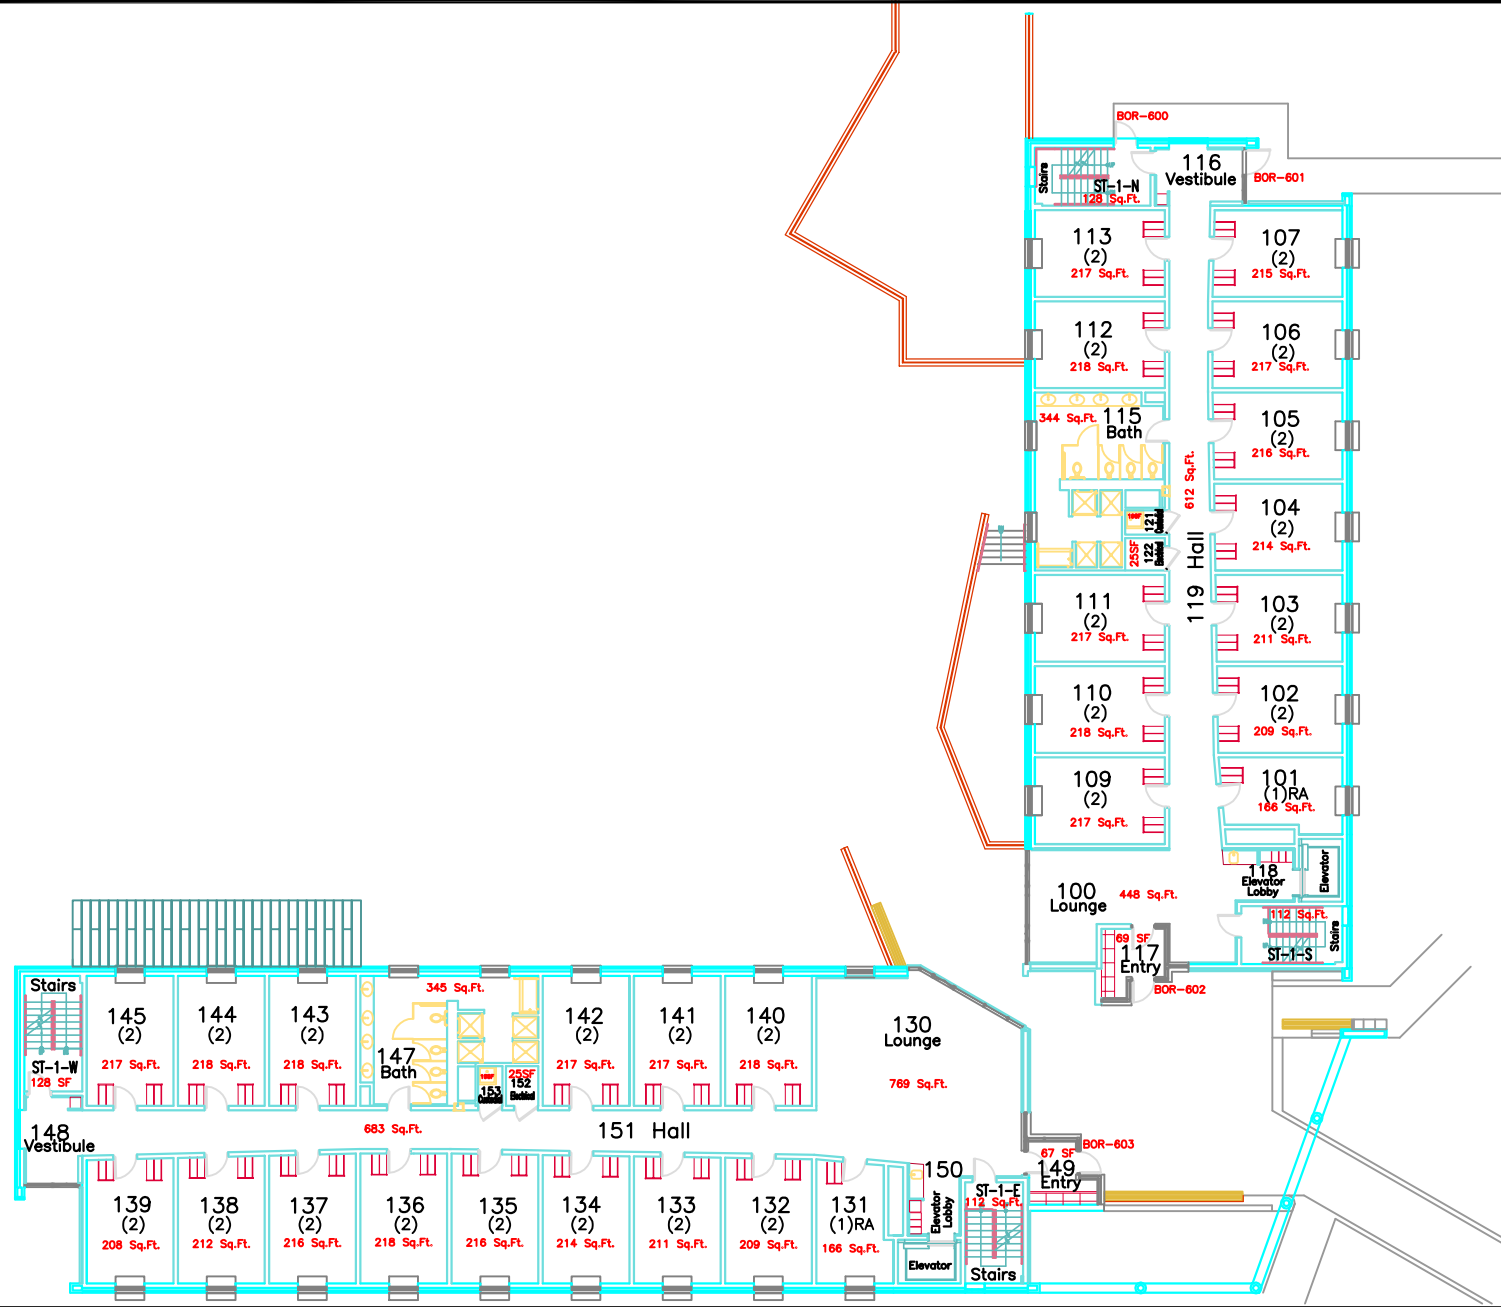 BOR-600
116
Vestibule
BOR-601
Stairs
ST-1-N
128 Sq.Ft.
113
(2)
217 Sq.Ft.
107
(2)
215 Sq.Ft.
112
(2)
218 Sq.Ft.
106
(2)
217 Sq.Ft.
344 Sq.Ft.
115
Bath
105
(2)
216 Sq.Ft.
612 Sq.Ft.
104
(2)
214 Sq.Ft.
121
122
Electrical
25SF
119 Hall
111
(2)
217 Sq.Ft.
103
(2)
211 Sq.Ft.
110
(2)
218 Sq.Ft.
102
(2)
209 Sq.Ft.
109
(2)
217 Sq.Ft.
101
(1)RA
166 Sq.Ft.
118
Elevator
Lobby
Elevator
100
Lounge
448 Sq.Ft.
112 Sq.Ft.
ST-1-S
Stairs
69 SF
117
Entry
BOR-602
Stairs
ST-1-W
128 SF
145
(2)
217 Sq.Ft.
144
(2)
218 Sq.Ft.
143
(2)
218 Sq.Ft.
345 Sq.Ft.
147
Bath
25SF
152
Electrical
153
142
(2)
217 Sq.Ft.
141
(2)
217 Sq.Ft.
140
(2)
218 Sq.Ft.
130
Lounge
769 Sq.Ft.
148
Vestibule
683 Sq.Ft.
151 Hall
BOR-603
67 SF
149
Entry
150
Elevator
Lobby
ST-1-E
112 Sq.Ft.
Stairs
Elevator
139
(2)
208 Sq.Ft.
138
(2)
212 Sq.Ft.
137
(2)
216 Sq.Ft.
136
(2)
218 Sq.Ft.
135
(2)
216 Sq.Ft.
134
(2)
214 Sq.Ft.
133
(2)
211 Sq.Ft.
132
(2)
209 Sq.Ft.
131
(1)RA
166 Sq.Ft.